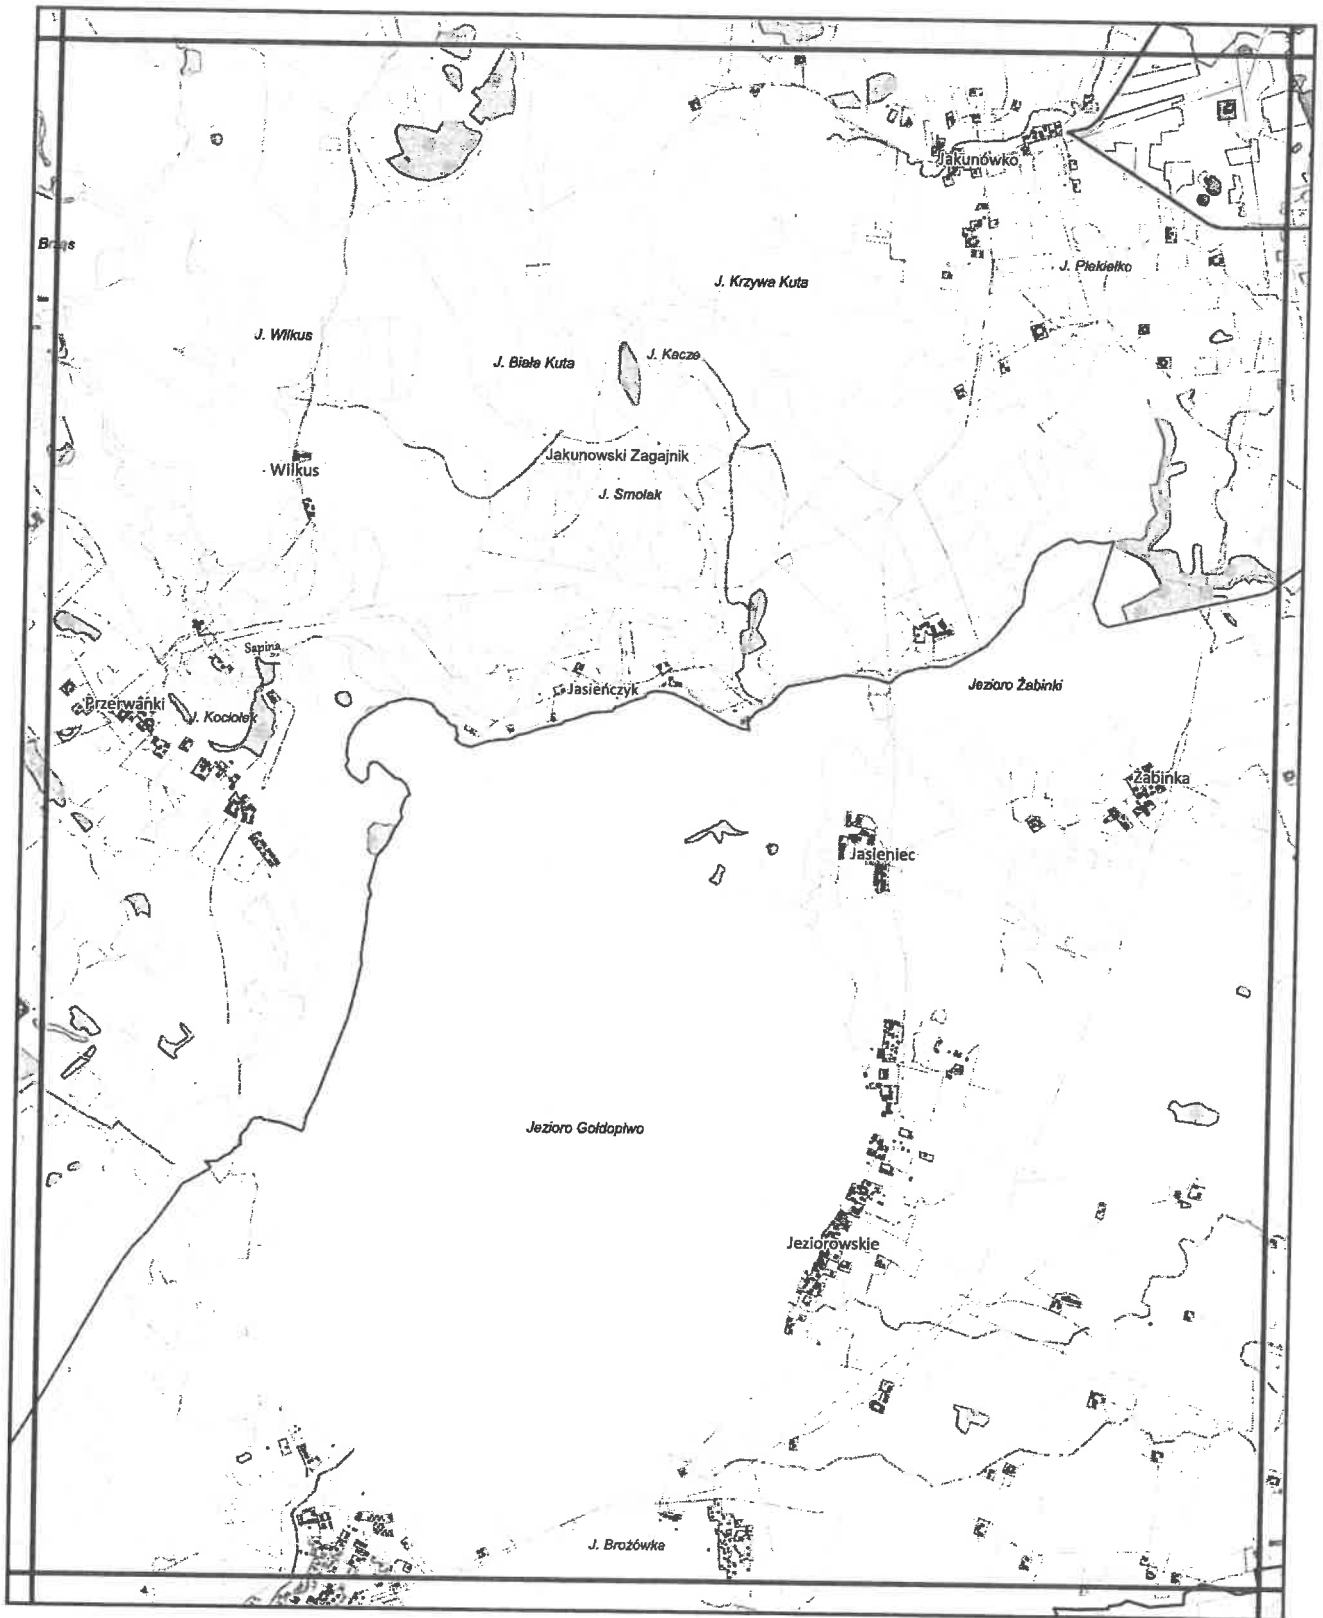 Jakunówko
J. Piekiełko
J. Krzywa Kuta
J. Wilkus
J. Biała Kuta
J. Kacze
Jakunowski Zagajnik
Wilkus
J. Smolak
Sapina
Jezioro Żabinki
Jasieńczyk
Przerwanki
J. Kociołek
Żabinka
Jasieniec
Jezioro Gołdopiwo
Jeziorowskie
J. Brożówka